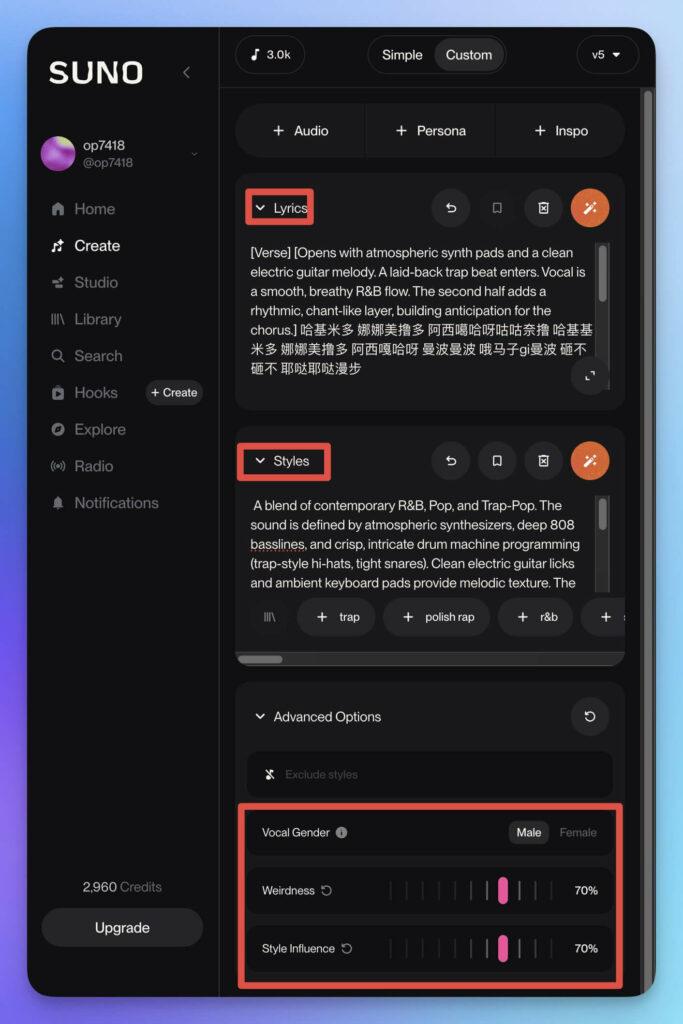 SUNO
3.0k
Simple
Custom
v5
op7418
@op7418
+ Audio
+ Persona
+ Inspo
Home
Create
Studio
Library
Search
Hooks
+ Create
Explore
Radio
Notifications
Lyrics
[Verse] [Opens with atmospheric synth pads and a clean
electric guitar melody. A laid-back trap beat enters. Vocal is
a smooth, breathy R&B flow. The second half adds a
rhythmic, chant-like layer, building anticipation for the
chorus.] 哈基米多 娜娜美撸多 阿西噶哈呀咕咕奈撸 哈基基
米多 娜娜美撸多 阿西嘎哈呀 曼波曼波 哦马子gi曼波 砸不
砸不 耶哒耶哒漫步
Styles
A blend of contemporary R&B, Pop, and Trap-Pop. The
sound is defined by atmospheric synthesizers, deep 808
basslines, and crisp, intricate drum machine programming
(trap-style hi-hats, tight snares). Clean electric guitar licks
and ambient keyboard pads provide melodic texture. The
+ trap
+ polish rap
+ r&b
+
Advanced Options
Exclude styles
Vocal Gender
Male
Female
Weirdness
70%
Style Influence
70%
2,960 Credits
Upgrade